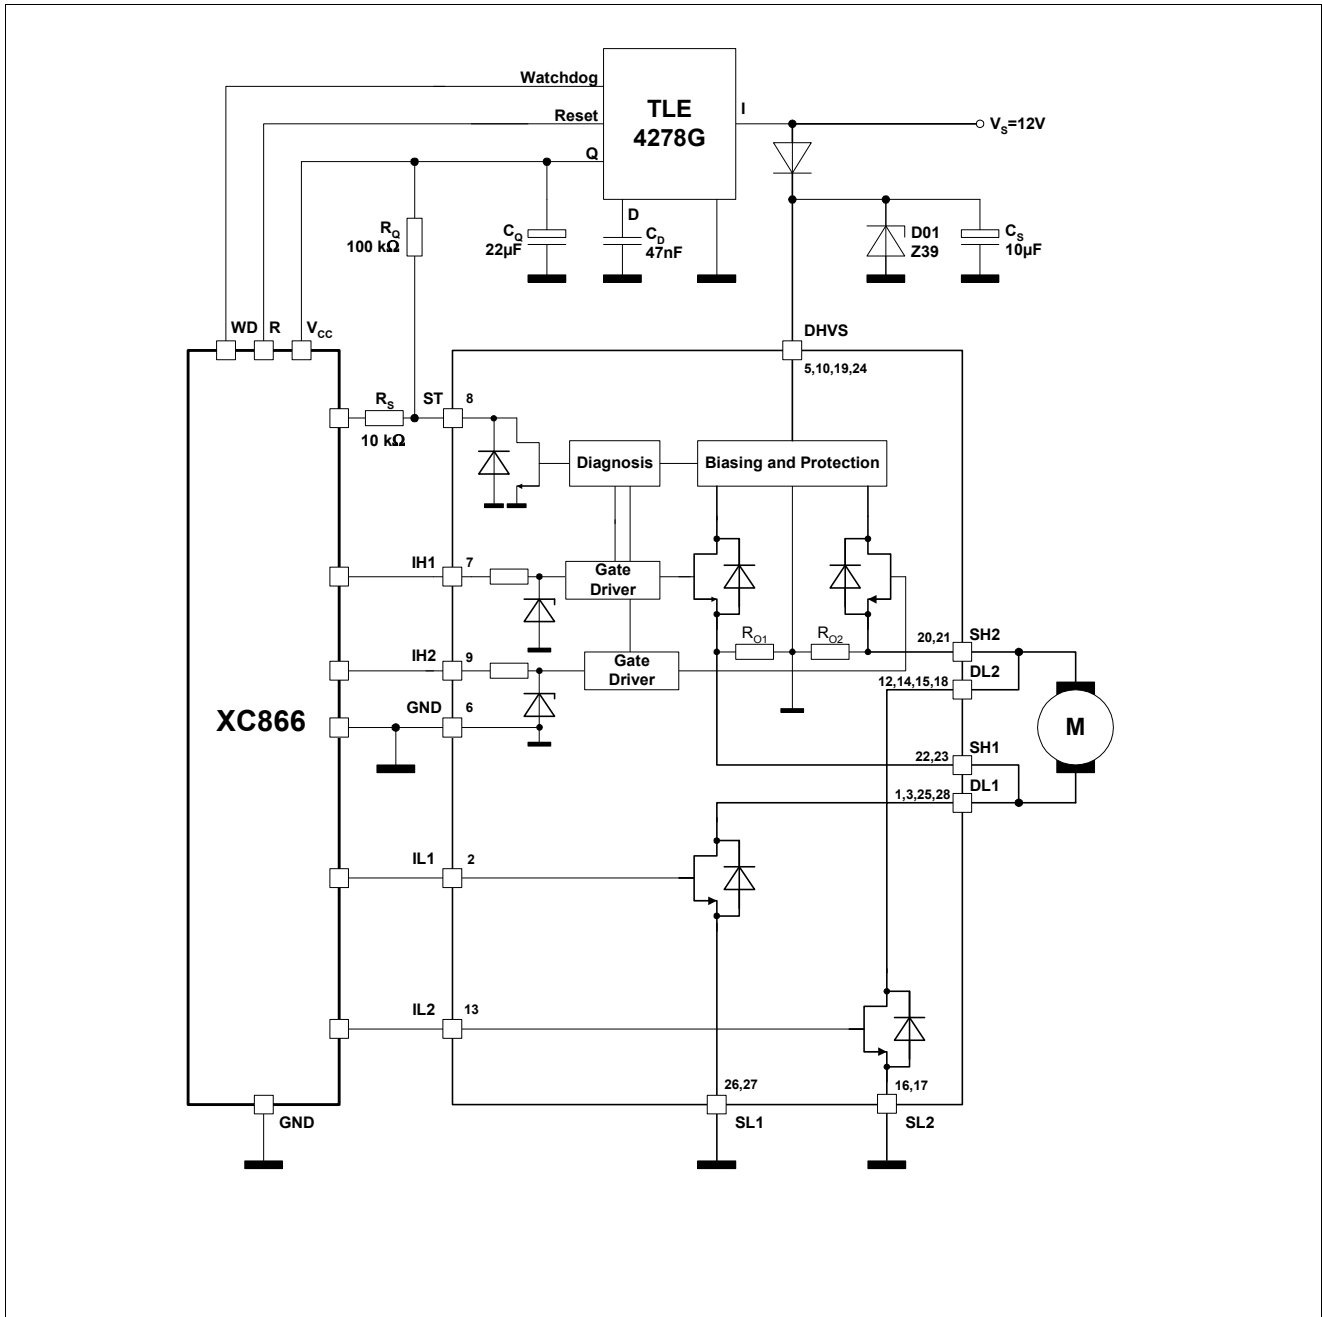 Watchdog
TLE
4278G
I
Reset
V_S=12V
Q
D
R_Q
100 kΩ
C_Q
22µF
C_D
47nF
D01
Z39
C_S
10µF
WD
R
V_CC
DHVS
5,10,19,24
R_S
10 kΩ
ST
8
Diagnosis
Biasing and Protection
IH1
7
Gate
Driver
R_O1
R_O2
20,21
SH2
IH2
9
Gate
Driver
12,14,15,18
DL2
GND
6
XC866
M
22,23
SH1
1,3,25,28
DL1
IL1
2
IL2
13
26,27
16,17
GND
SL1
SL2